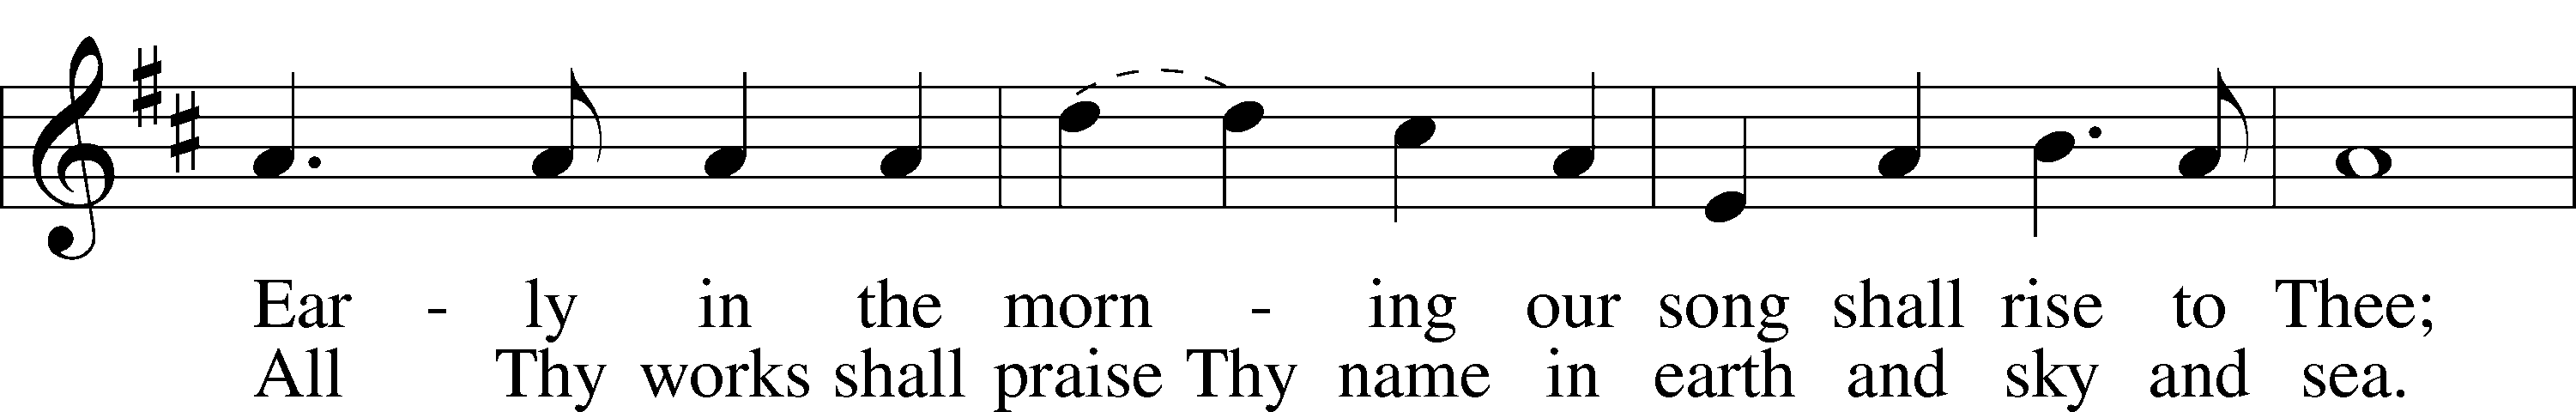 Ear - ly in the morn - ing our song shall rise to Thee;
All Thy works shall praise Thy name in earth and sky and sea.